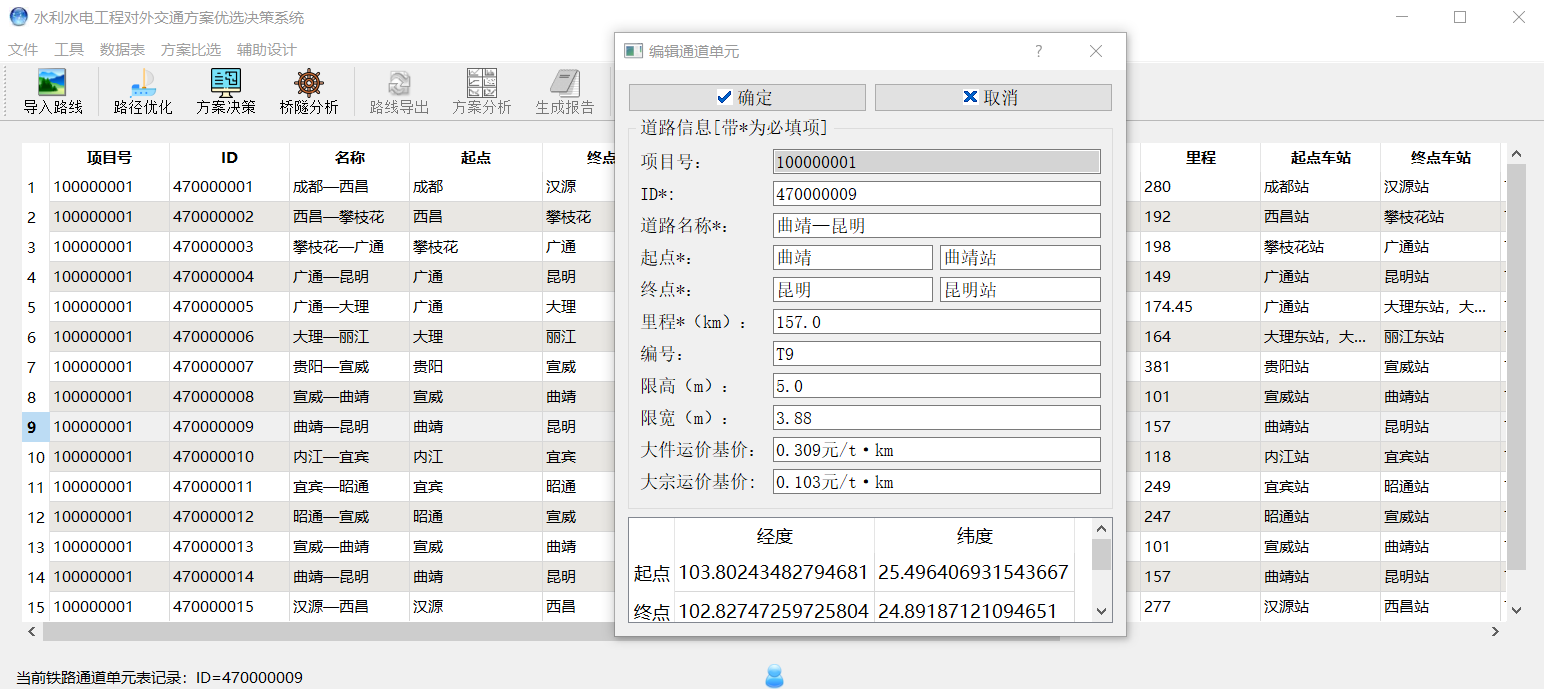 水利水电工程对外交通方案优选决策系统
文件 工具 数据表 方案比选 辅助设计
导入路线 路径优化 方案决策 桥隧分析 路线导出 方案分析 生成报告
项目号 ID 名称 起点 终点 里程 起点车站 终点车站
1 100000001 470000001 成都—西昌 成都 汉源 280 成都站 汉源站
2 100000001 470000002 西昌—攀枝花 西昌 攀枝花 192 西昌站 攀枝花站
3 100000001 470000003 攀枝花—广通 攀枝花 广通 198 攀枝花站 广通站
4 100000001 470000004 广通—昆明 广通 昆明 149 广通站 昆明站
5 100000001 470000005 广通—大理 广通 大理 174.45 广通站 大理东站，大...
6 100000001 470000006 大理—丽江 大理 丽江 164 大理东站，大... 丽江东站
7 100000001 470000007 贵阳—宣威 贵阳 宣威 381 贵阳站 宣威站
8 100000001 470000008 宣威—曲靖 宣威 曲靖 101 宣威站 曲靖站
9 100000001 470000009 曲靖—昆明 曲靖 昆明 157 曲靖站 昆明站
10 100000001 470000010 内江—宜宾 内江 宜宾 118 内江站 宜宾站
11 100000001 470000011 宜宾—昭通 宜宾 昭通 249 宜宾站 昭通站
12 100000001 470000012 昭通—宣威 昭通 宣威 247 昭通站 宣威站
13 100000001 470000013 宣威—曲靖 宣威 曲靖 101 宣威站 曲靖站
14 100000001 470000014 曲靖—昆明 曲靖 昆明 157 曲靖站 昆明站
15 100000001 470000015 汉源—西昌 汉源 西昌 277 汉源站 西昌站
编辑通道单元 ?
确定 取消
道路信息[带*为必填项]
项目号： 100000001
ID*: 470000009
道路名称*： 曲靖—昆明
起点*： 曲靖 曲靖站
终点*： 昆明 昆明站
里程*（km）： 157.0
编号： T9
限高（m）： 5.0
限宽（m）： 3.88
大件运价基价： 0.309元/t·km
大宗运价基价: 0.103元/t·km
经度 纬度
起点 103.80243482794681 25.496406931543667
终点 102.82747259725804 24.89187121094651
当前铁路通道单元表记录：ID=470000009